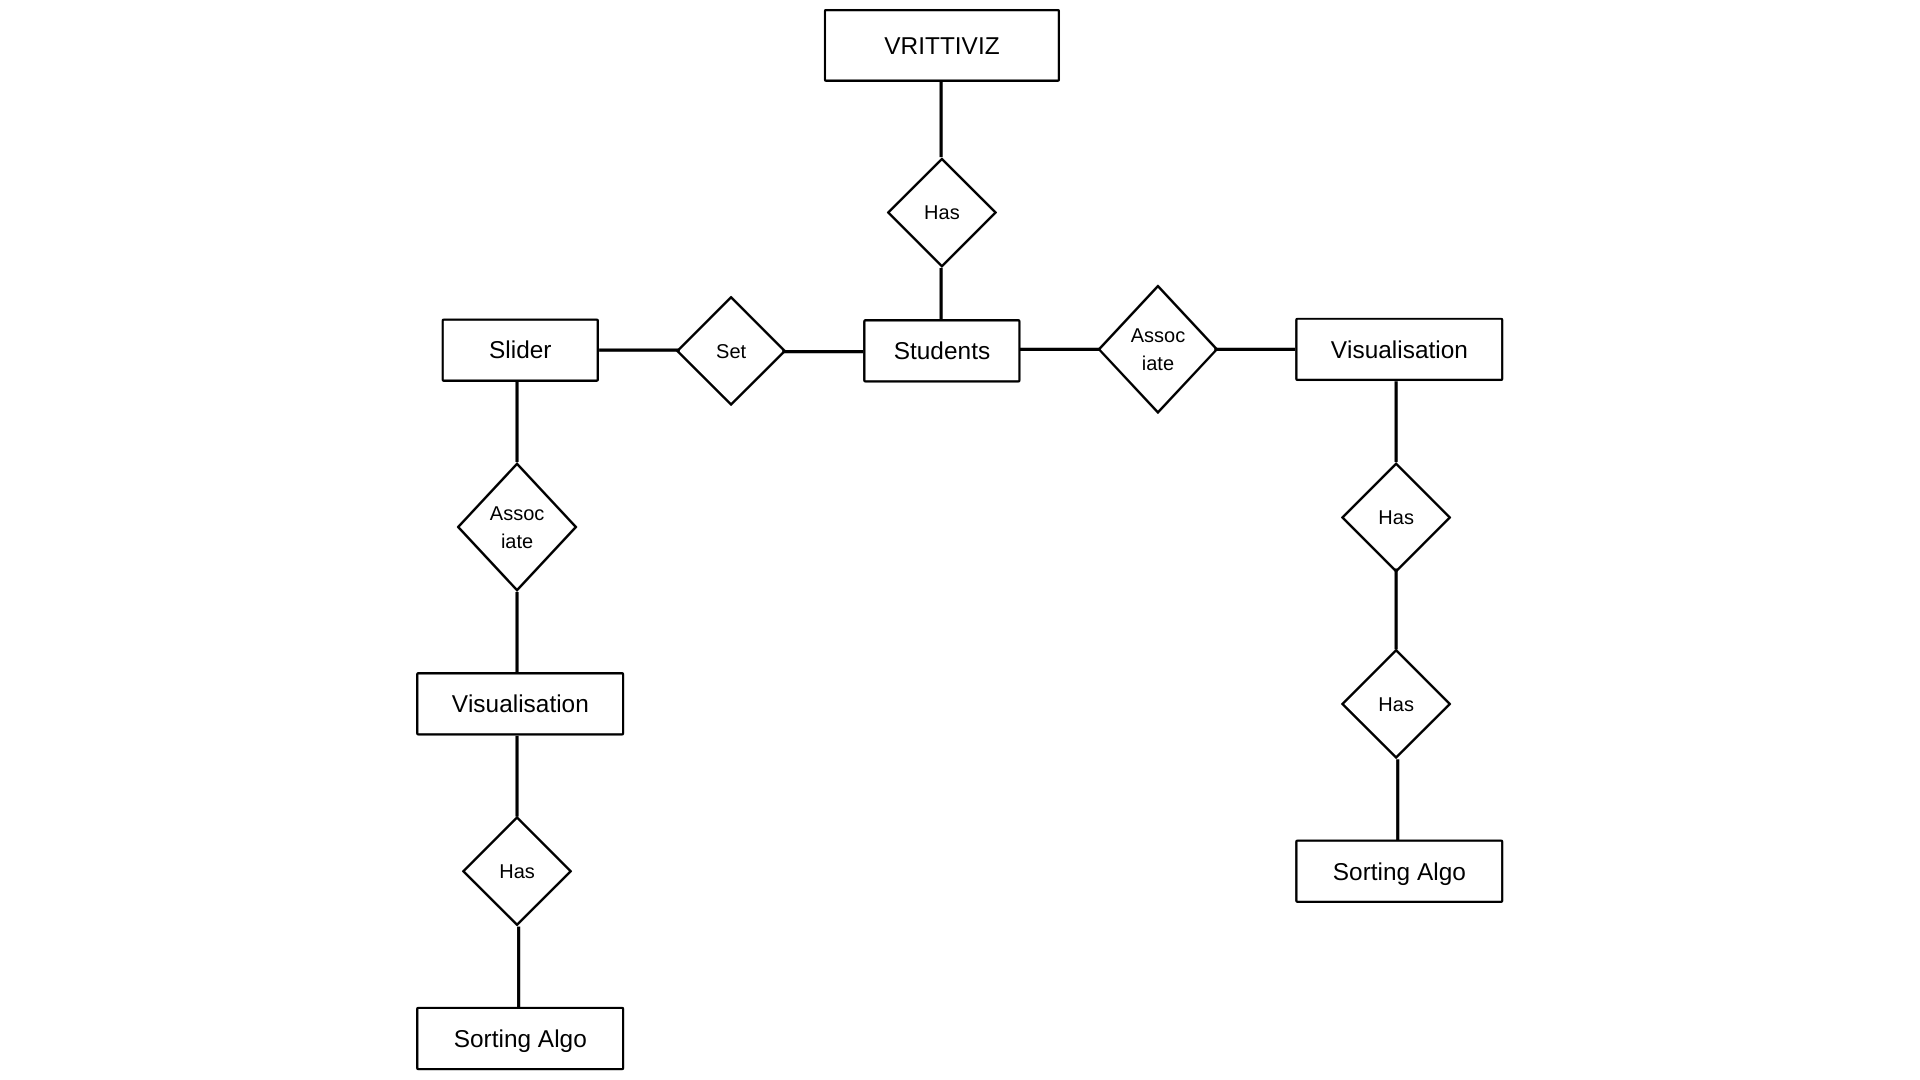 VRITTIVIZ
Has
Slider
Set
Students
Assoc
iate
Visualisation
Assoc
iate
Has
Visualisation
Has
Has
Sorting Algo
Sorting Algo